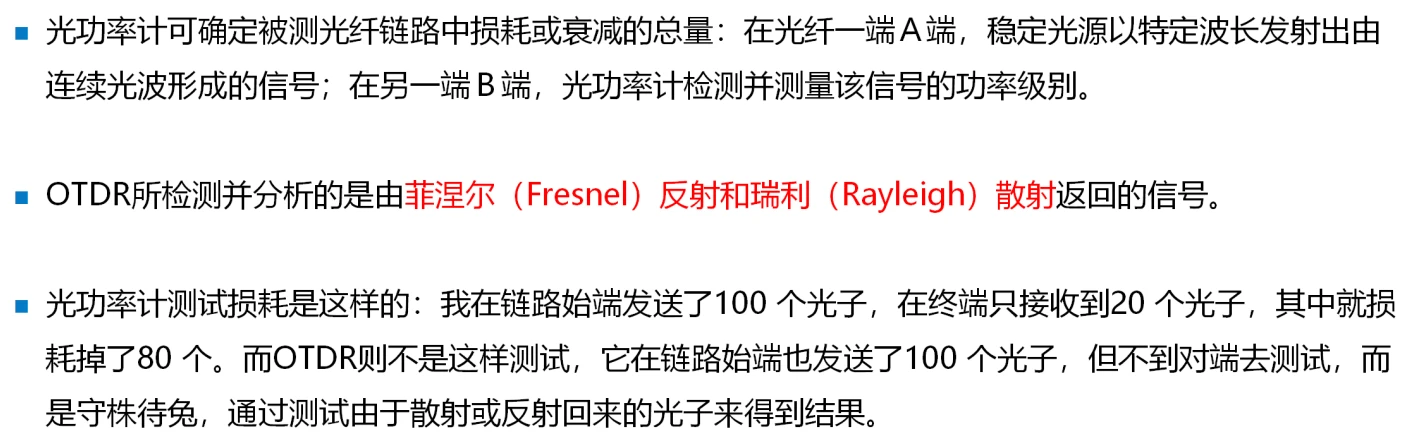 ▪ 光功率计可确定被测光纤链路中损耗或衰减的总量：在光纤一端A端，稳定光源以特定波长发射出由
连续光波形成的信号；在另一端B端，光功率计检测并测量该信号的功率级别。
▪ OTDR所检测并分析的是由菲涅尔（Fresnel）反射和瑞利（Rayleigh）散射返回的信号。
▪ 光功率计测试损耗是这样的：我在链路始端发送了100 个光子，在终端只接收到20 个光子，其中就损
耗掉了80 个。而OTDR则不是这样测试，它在链路始端也发送了100 个光子，但不到对端去测试，而
是守株待兔，通过测试由于散射或反射回来的光子来得到结果。